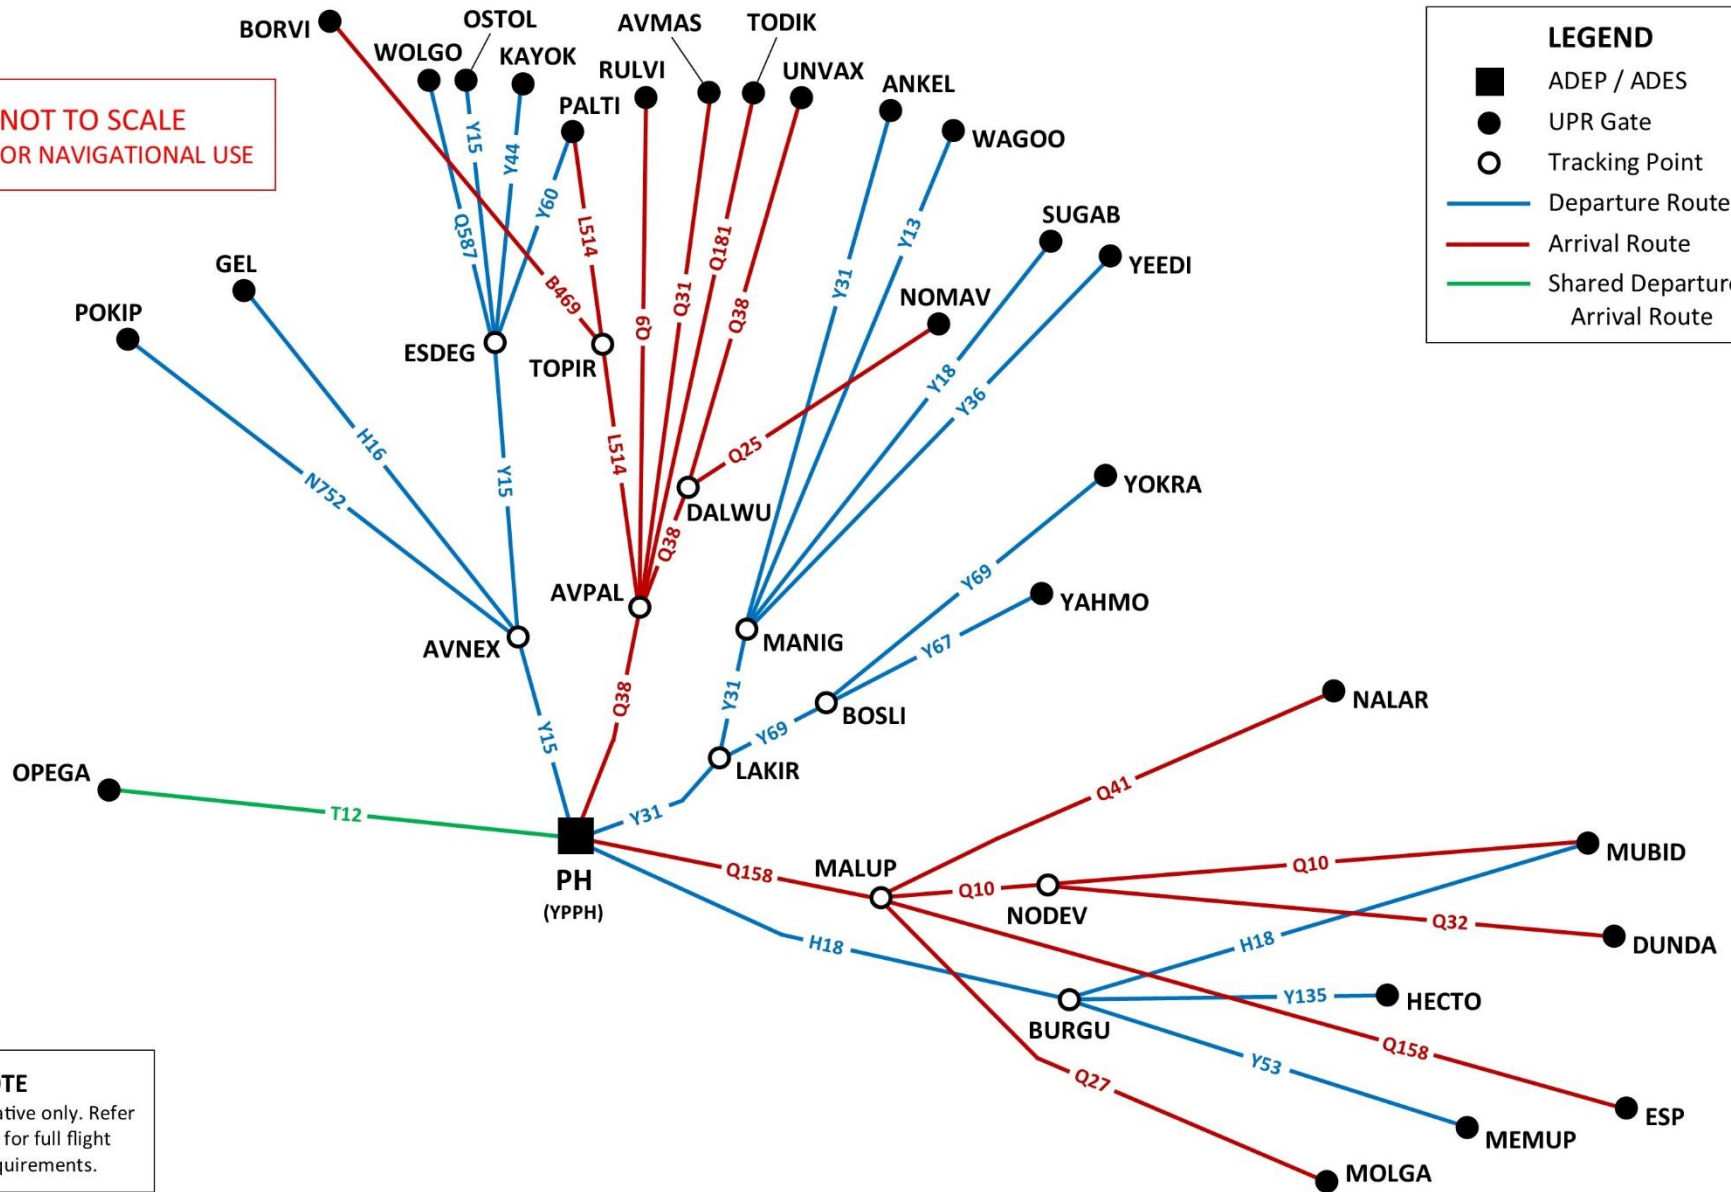 BORVI
OSTOL
WOLGO
KAYOK
AVMAS
TODIK
RULVI
UNVAX
ANKEL
PALTI
WAGOO
NOT TO SCALE
OR NAVIGATIONAL USE
LEGEND
ADEP / ADES
UPR Gate
Tracking Point
Departure Route
Arrival Route
Shared Departure
Arrival Route
Y15
Y44
Y60
Q587
L514
B469
Q9
Q31
Q181
Q38
Y31
Y13
SUGAB
YEEDI
GEL
POKIP
NOMAV
ESDEG
TOPIR
Y18
Y36
H16
N752
Y15
L514
Q25
DALWU
Q38
YOKRA
Y69
AVPAL
YAHMO
AVNEX
MANIG
Y67
Q38
Y31
BOSLI
Y69
NALAR
Y15
LAKIR
OPEGA
T12
Y31
Q41
PH
(YPPH)
Q158
MALUP
Q10
NODEV
Q10
MUBID
Q32
DUNDA
H18
H18
Y135
HECTO
BURGU
Y53
Q158
Q27
ESP
MEMUP
MOLGA
TE
ative only. Refer
for full flight
quirements.